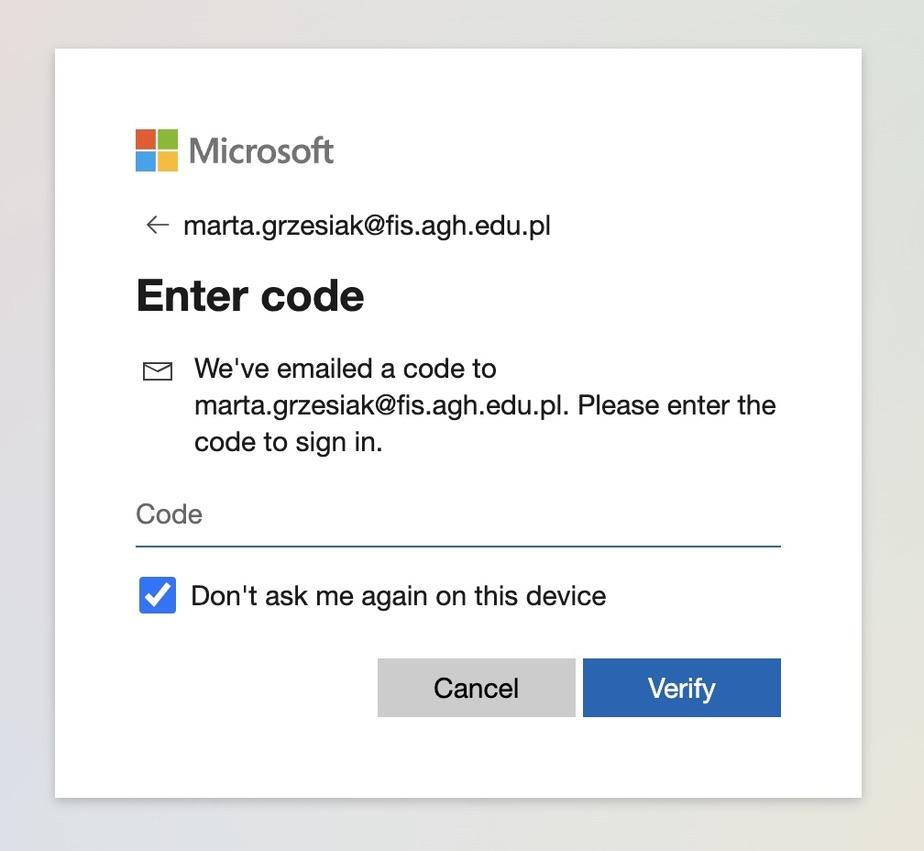 Microsoft
marta.grzesiak@fis.agh.edu.pl
Enter code
We've emailed a code to
marta.grzesiak@fis.agh.edu.pl. Please enter the
code to sign in.
Code
Don't ask me again on this device
Cancel
Verify